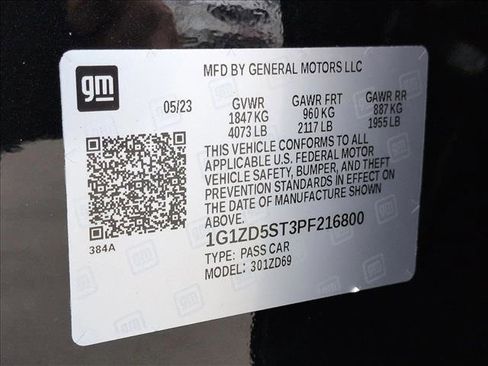 gm
MFD BY GENERAL MOTORS LLC
05/23 GVWR GAWR FRT GAWR RR
1847 KG 960 KG 887 KG
4073 LB 2117 LB 1955 LB
THIS VEHICLE CONFORMS TO ALL
APPLICABLE U.S. FEDERAL MOTOR
VEHICLE SAFETY, BUMPER, AND THEFT
PREVENTION STANDARDS IN EFFECT ON
THE DATE OF MANUFACTURE SHOWN
ABOVE.
384A
1G1ZD5ST3PF216800
TYPE: PASS CAR
MODEL: 301ZD69